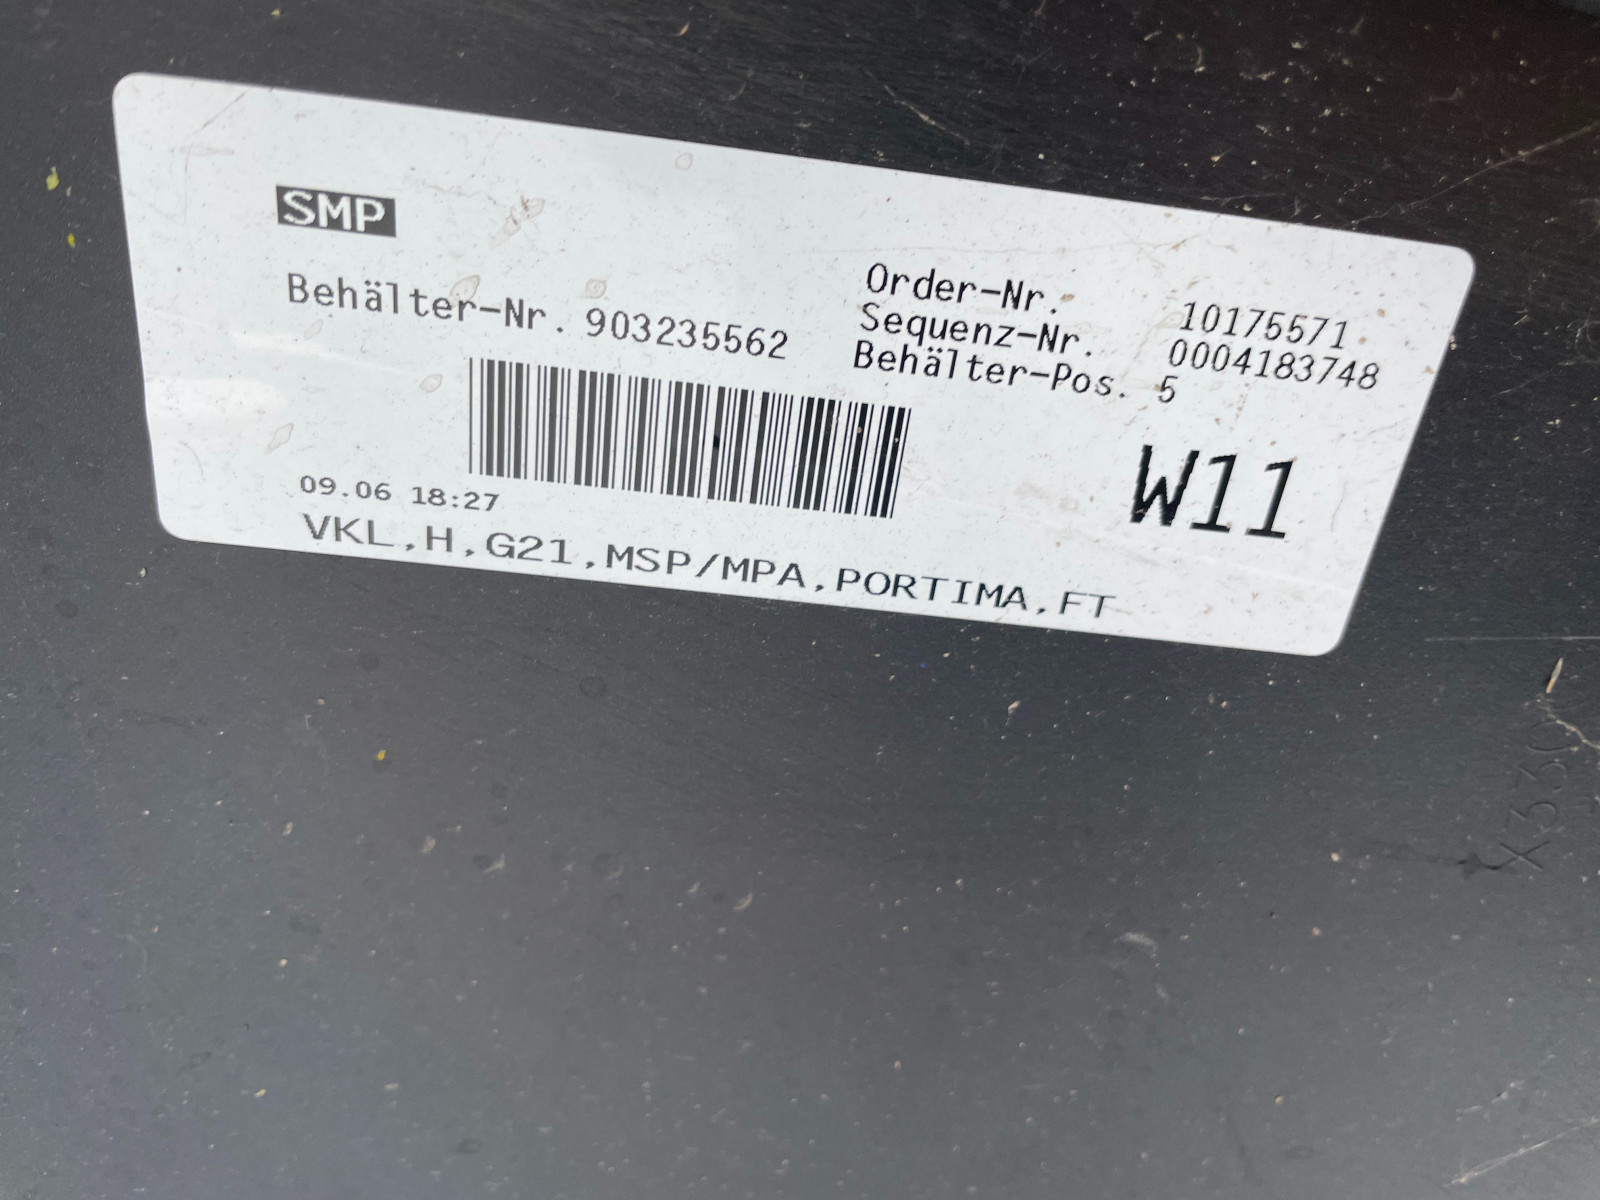 SMP
Behälter-Nr. 903235562
Order-Nr. 10175571
Sequenz-Nr. 0004183748
Behälter-Pos. 5
W11
09.06 18:27
VKL,H,G21,MSP/MPA,PORTIMA,FT
X330